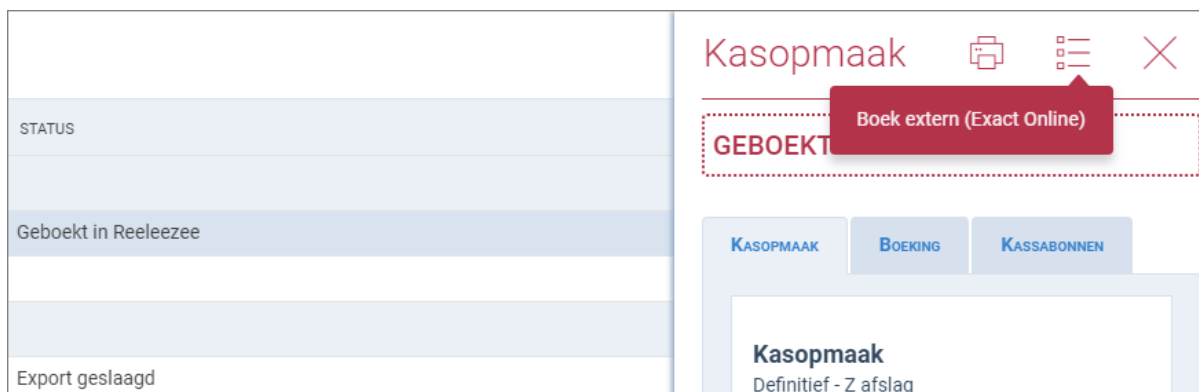 STATUS
Geboekt in Reeleezee
Export geslaagd
Kasopmaak
Boek extern (Exact Online)
GEBOEKT
KASOPMAAK BOEKING KASSABONNEN
Kasopmaak
Definitief - Z afslag